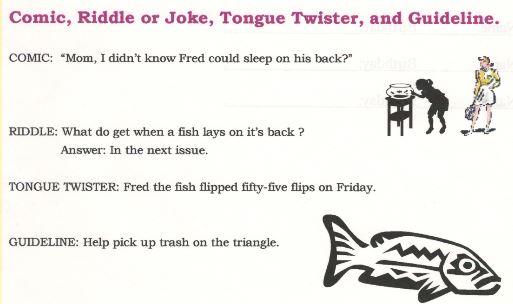 Comic, Riddle or Joke, Tongue Twister, and Guideline.
COMIC: “Mom, I didn't know Fred could sleep on his back?”
RIDDLE: What do get when a fish lays on it's back ?
Answer: In the next issue.
TONGUE TWISTER: Fred the fish flipped fifty-five flips on Friday.
GUIDELINE: Help pick up trash on the triangle.